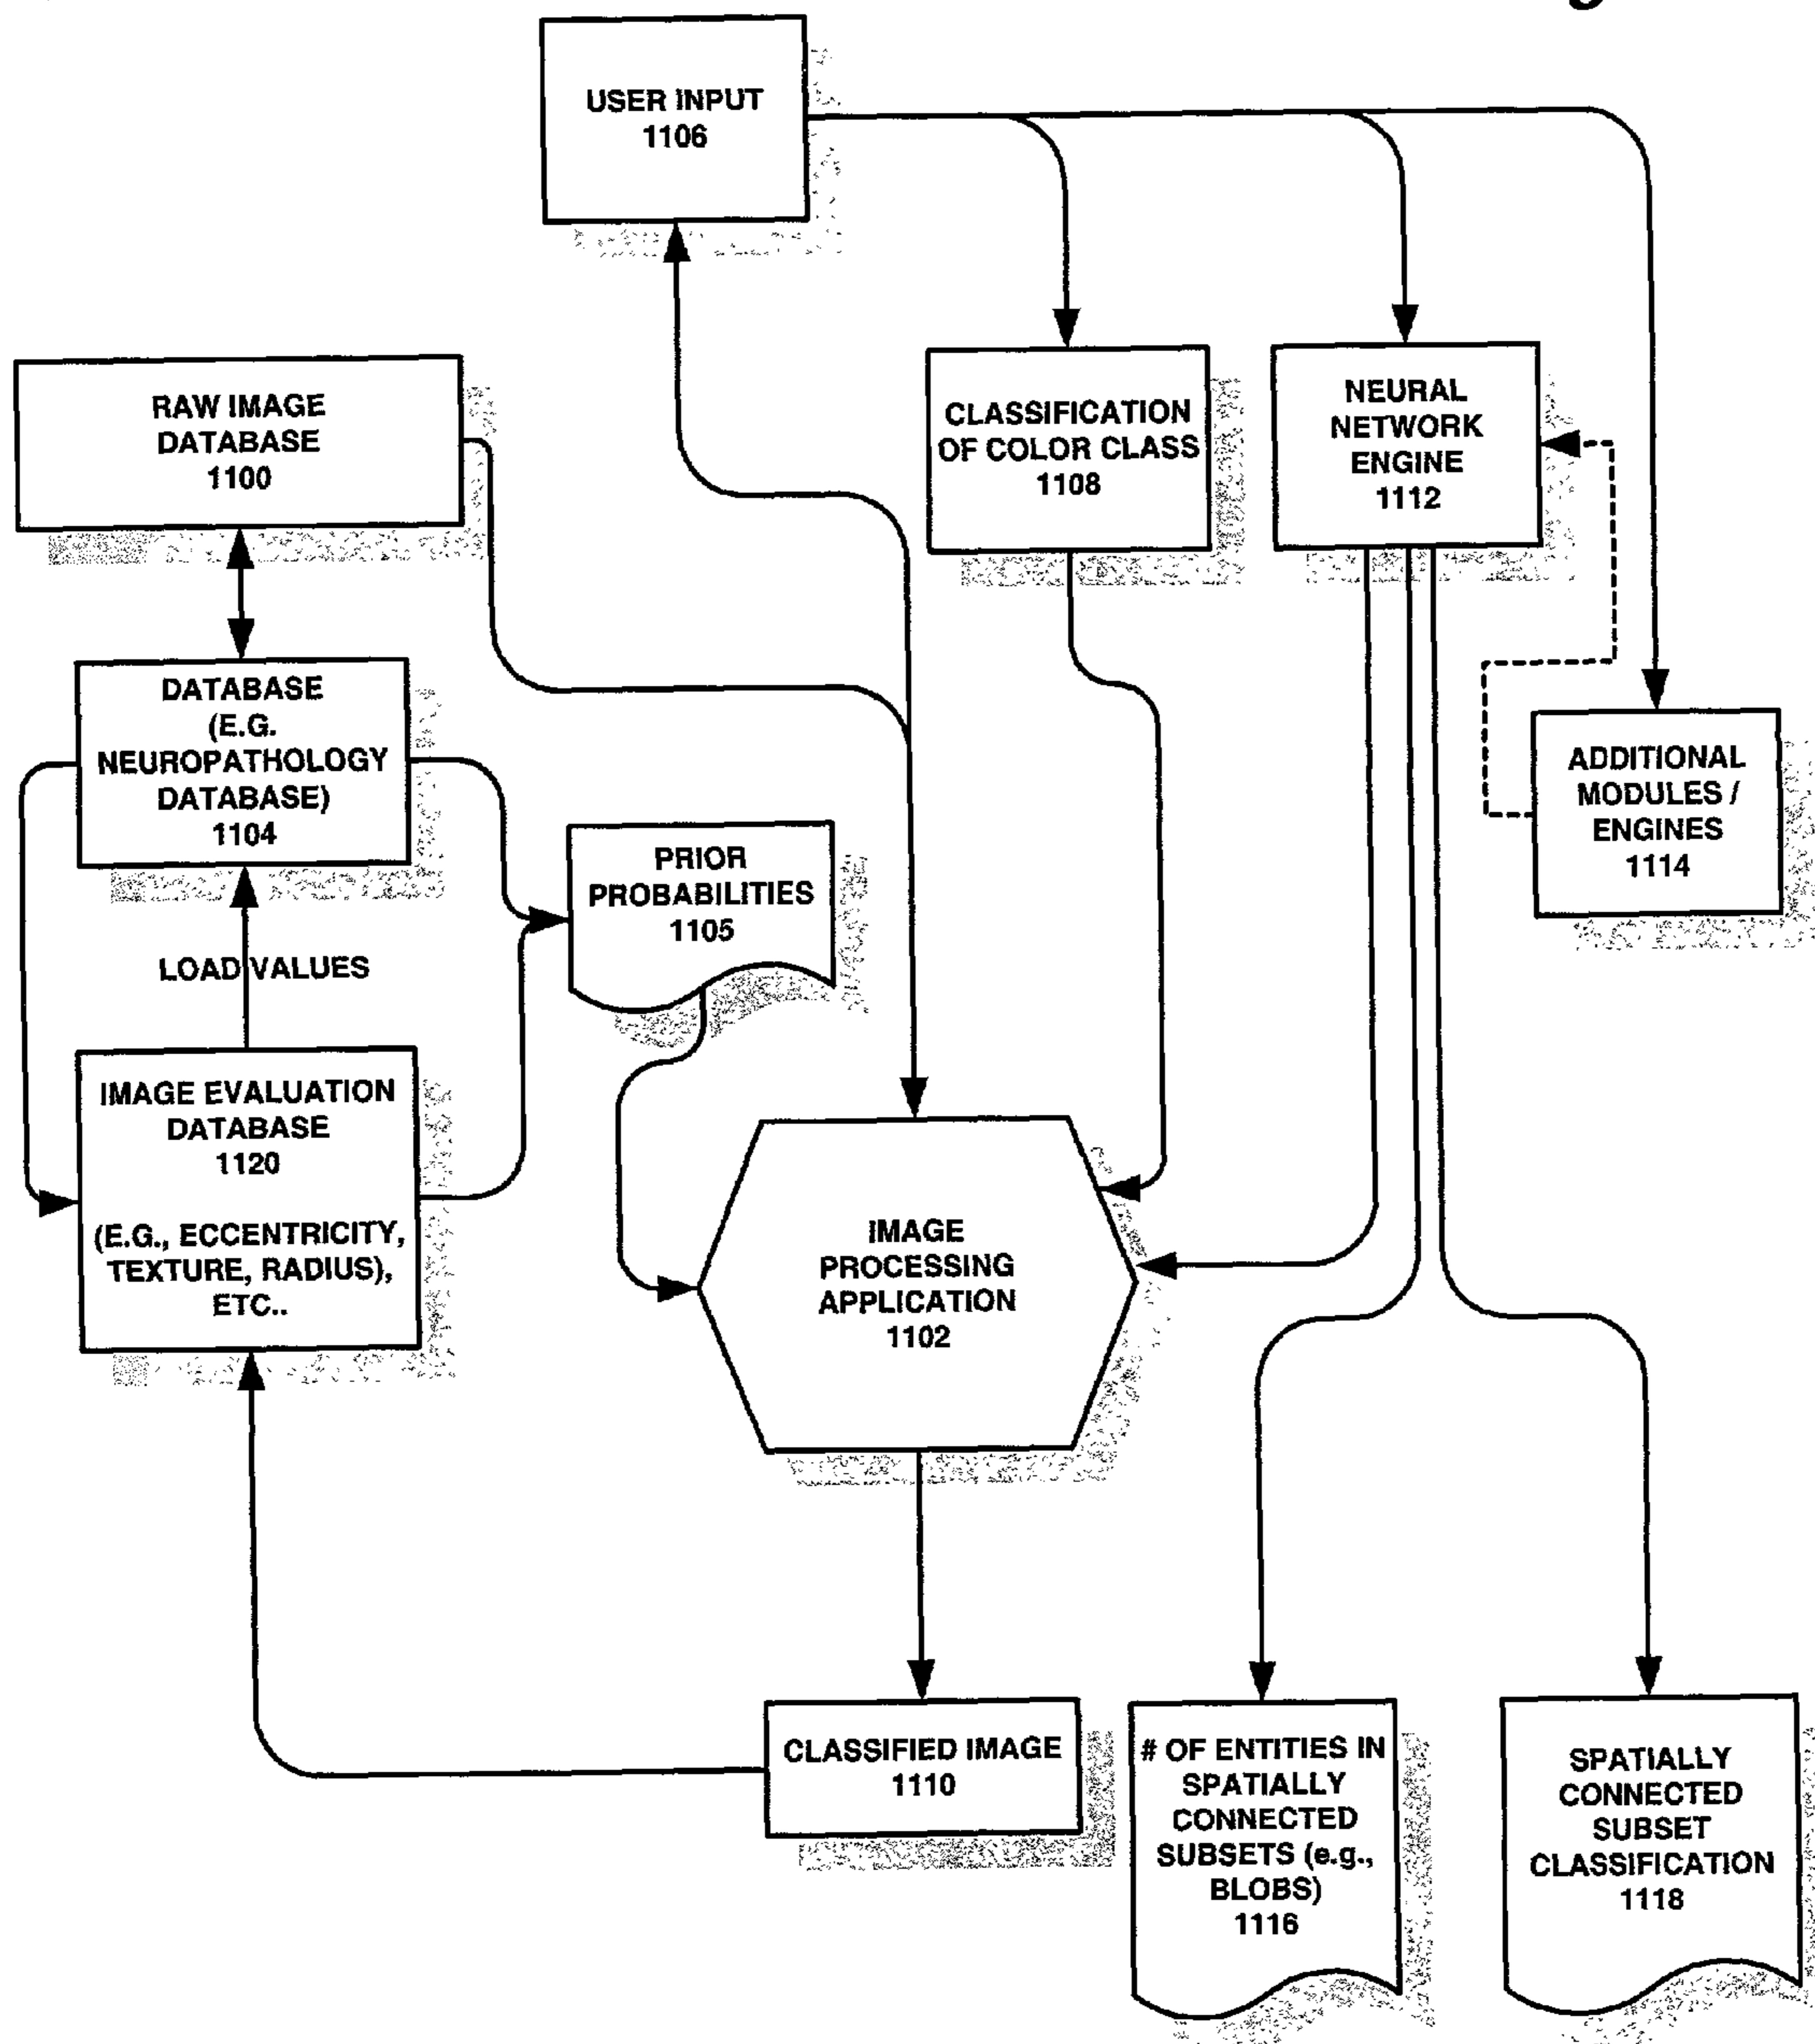 USER INPUT
1106
RAW IMAGE
DATABASE
1100
CLASSIFICATION
OF COLOR CLASS
1108
NEURAL
NETWORK
ENGINE
1112
DATABASE
(E.G.
NEUROPATHOLOGY
DATABASE)
1104
ADDITIONAL
MODULES /
ENGINES
1114
PRIOR
PROBABILITIES
1105
LOAD VALUES
IMAGE EVALUATION
DATABASE
1120
(E.G., ECCENTRICITY,
TEXTURE, RADIUS),
ETC..
IMAGE
PROCESSING
APPLICATION
1102
CLASSIFIED IMAGE
1110
# OF ENTITIES IN
SPATIALLY
CONNECTED
SUBSETS (e.g.,
BLOBS)
1116
SPATIALLY
CONNECTED
SUBSET
CLASSIFICATION
1118